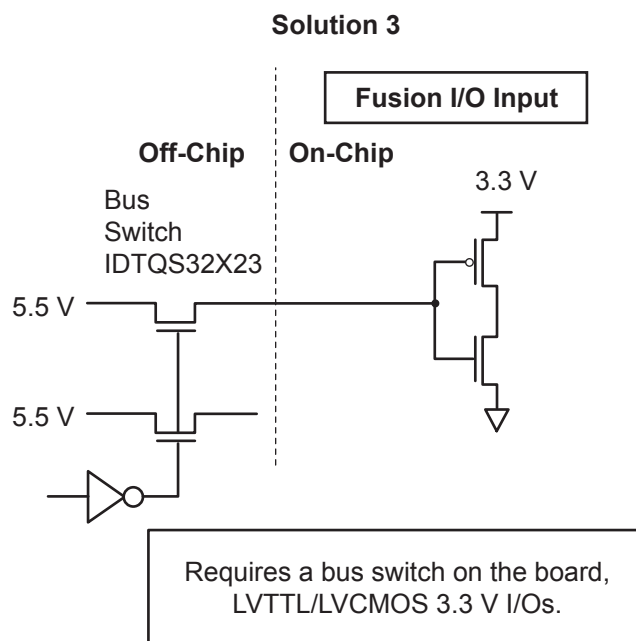 Solution 3
Fusion I/O Input
Off-Chip
On-Chip
3.3 V
Bus
Switch
IDTQS32X23
5.5 V
5.5 V
Requires a bus switch on the board,
LVTTL/LVCMOS 3.3 V I/Os.